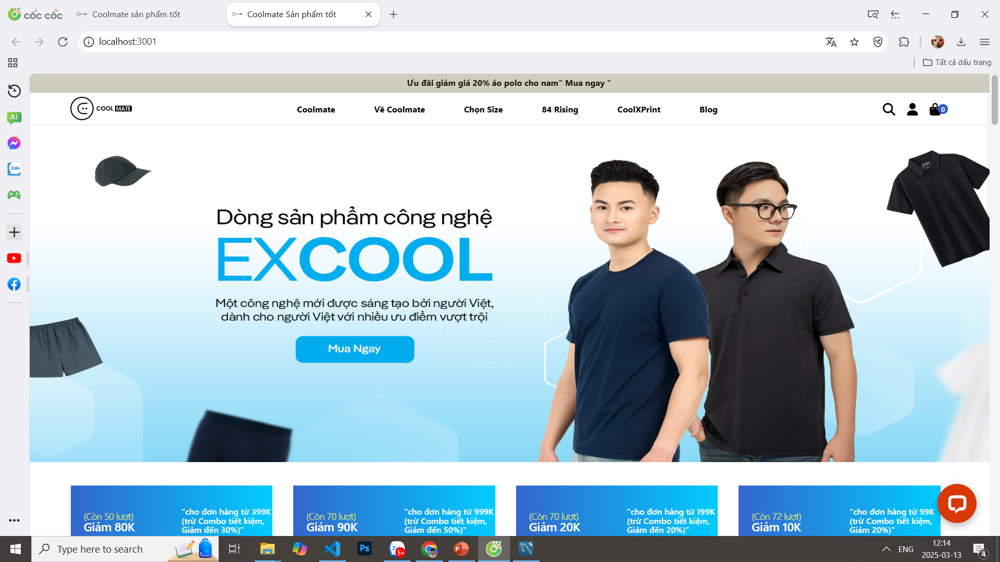 cốc cốc
Coolmate sản phẩm tốt
Coolmate Sản phẩm tốt
localhost:3001
Tất cả dấu trang
Ưu đãi giảm giá 20% áo polo cho nam" Mua ngay "
COOL MATE
Coolmate
Về Coolmate
Chọn Size
84 Rising
CoolXPrint
Blog
0
AI
Zalo
Dòng sản phẩm công nghệ
EXCOOL
Một công nghệ mới được sáng tạo bởi người Việt,
dành cho người Việt với nhiều ưu điểm vượt trội
Mua Ngay
(Còn 50 lượt)
Giảm 80K
"cho đơn hàng từ 399K
(trừ Combo tiết kiệm,
Giảm đến 30%)"
(Còn 70 lượt)
Giảm 90K
"cho đơn hàng từ 999K
(trừ Combo tiết kiệm,
Giảm đến 50%)"
(Còn 70 lượt)
Giảm 20K
"cho đơn hàng từ 199K
(trừ Combo tiết kiệm,
Giảm đến 20%)"
(Còn 72 lượt)
Giảm 10K
"cho đơn hàng từ 99K
(trừ Combo tiết kiệm,
Giảm 20%)"
Type here to search
Ps
5+
P
ENG
12:14
2025-03-13
4